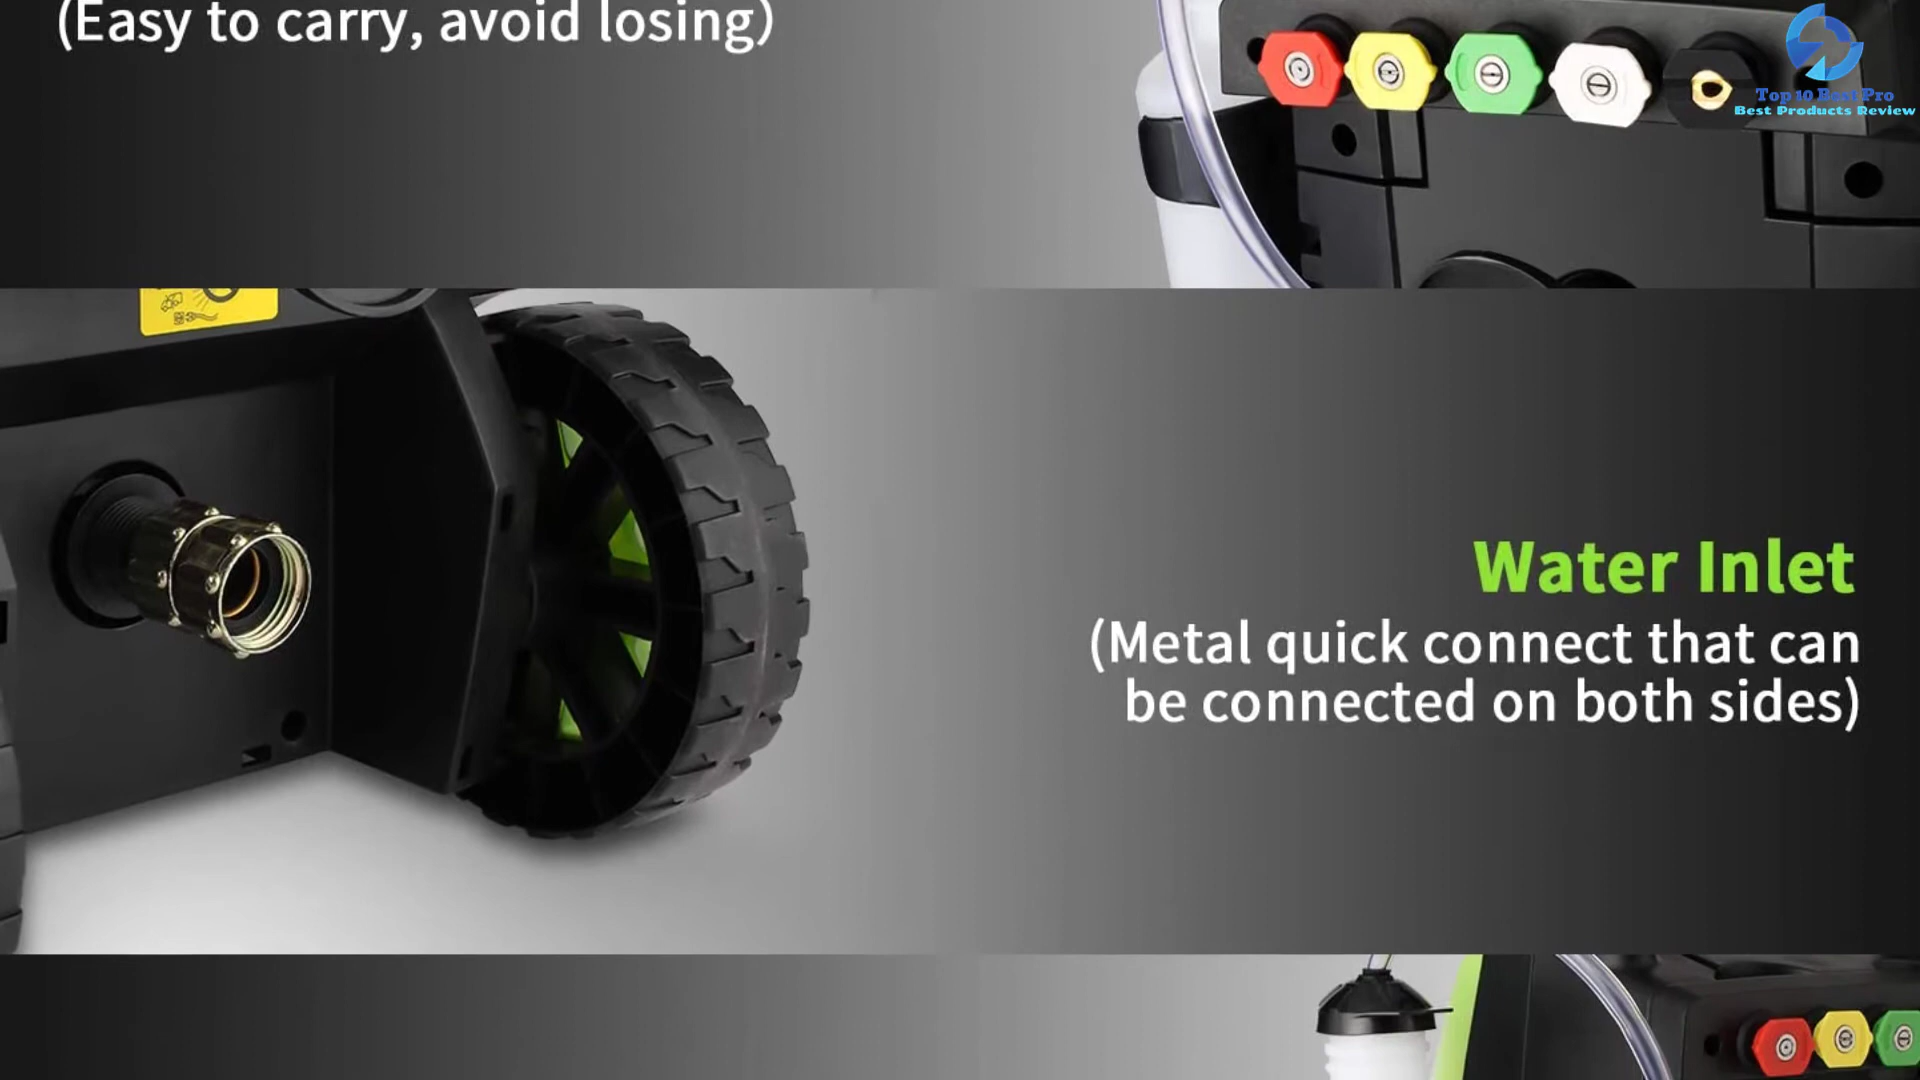 (Easy to carry, avoid losing)
Top 10 Best Pro
Best Products Review
Water Inlet
(Metal quick connect that can
be connected on both sides)